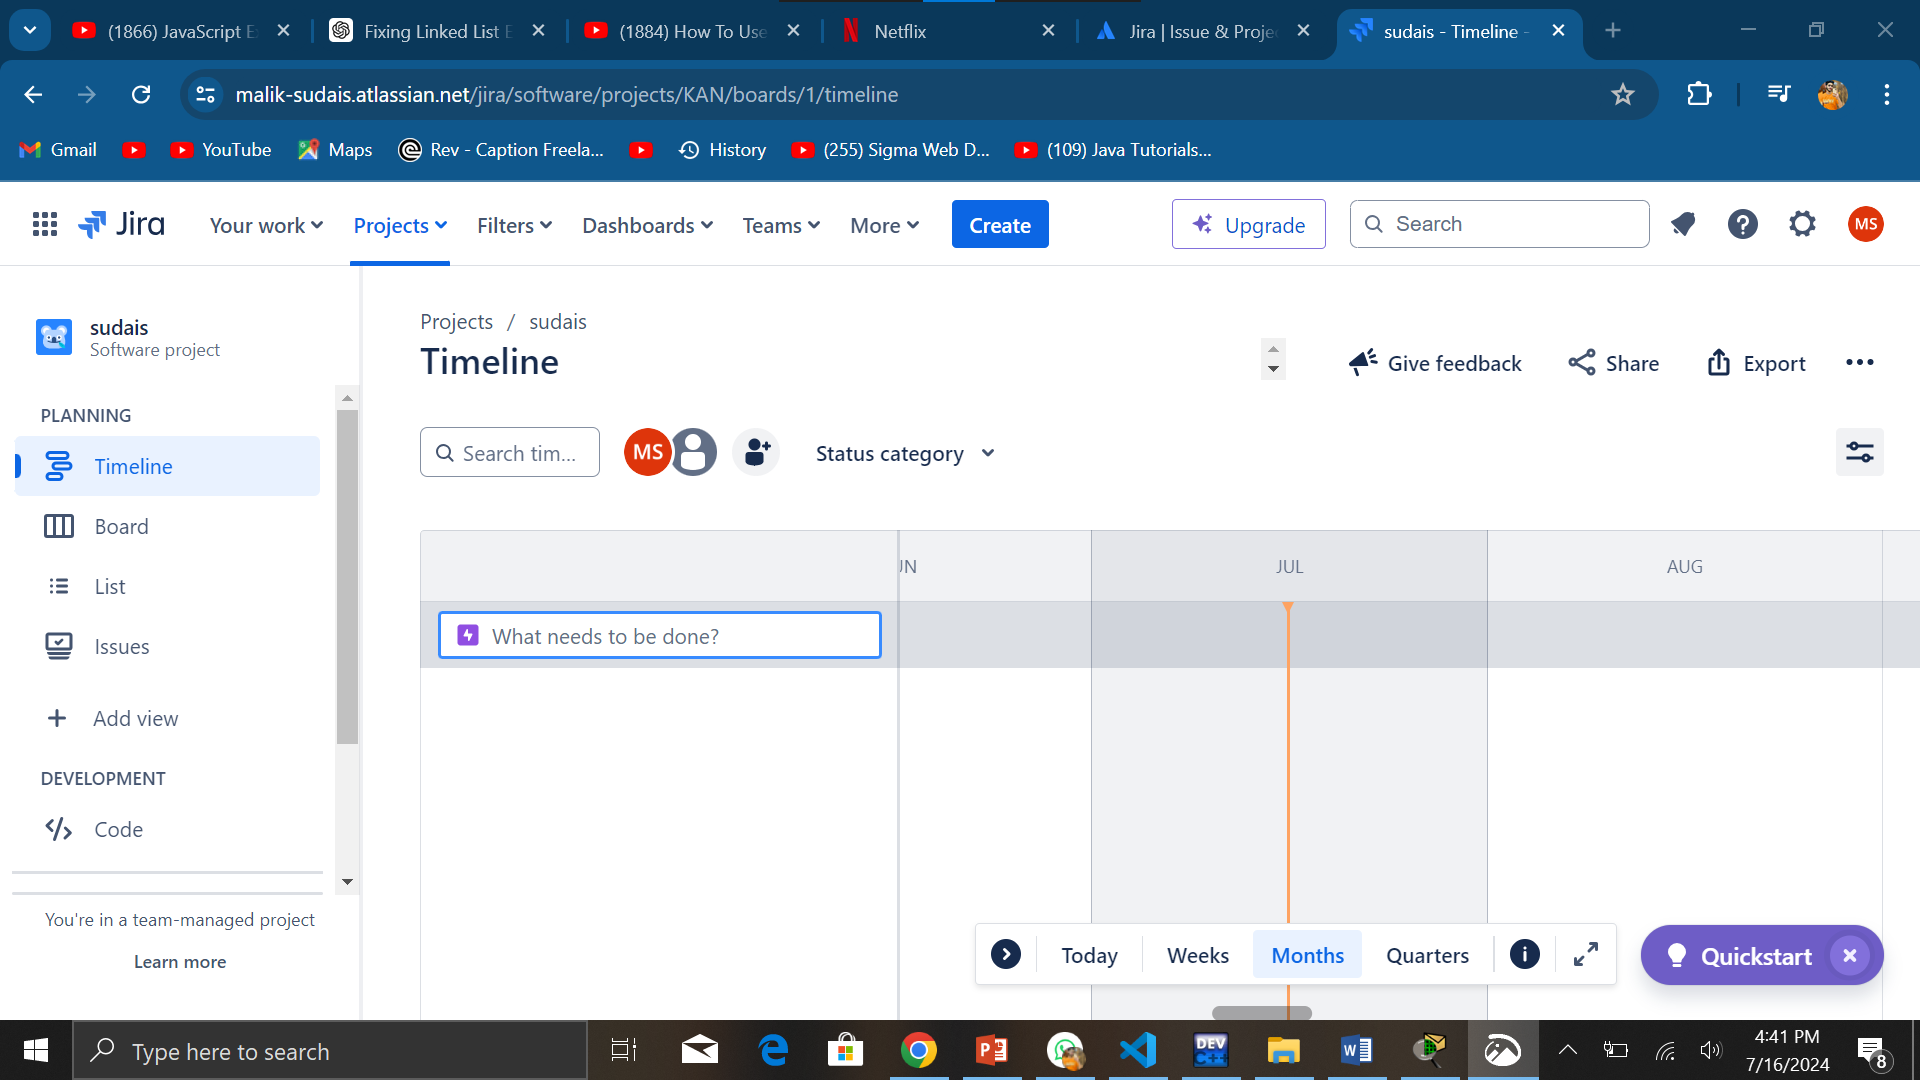 (1866) JavaScript E
Fixing Linked List E
(1884) How To Use
Netflix
Jira | Issue & Projec
sudais - Timeline -
malik-sudais.atlassian.net/jira/software/projects/KAN/boards/1/timeline
Gmail
YouTube
Maps
Rev - Caption Freela...
History
(255) Sigma Web D...
(109) Java Tutorials...
Jira
Your work
Projects
Filters
Dashboards
Teams
More
Create
Upgrade
Search
MS
sudais
Software project
PLANNING
Timeline
Board
List
Issues
Add view
DEVELOPMENT
Code
You're in a team-managed project
Learn more
Projects / sudais
Timeline
Give feedback
Share
Export
Search tim...
MS
Status category
UN
JUL
AUG
What needs to be done?
Today
Weeks
Months
Quarters
Quickstart
Type here to search
DEV
C++
4:41 PM
7/16/2024
8